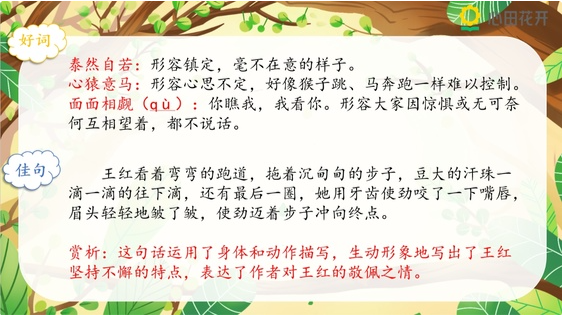 心田花开
好词
泰然自若：形容镇定，毫不在意的样子。
心猿意马：形容心思不定，好像猴子跳、马奔跑一样难以控制。
面面相觑（qù）：你瞧我，我看你。形容大家因惊惧或无可奈
何互相望着，都不说话。
佳句
王红看着弯弯的跑道，拖着沉甸甸的步子，豆大的汗珠一
滴一滴的往下滴，还有最后一圈，她用牙齿使劲咬了一下嘴唇，
眉头轻轻地皱了皱，使劲迈着步子冲向终点。
赏析：这句话运用了身体和动作描写，生动形象地写出了王红
坚持不懈的特点，表达了作者对王红的敬佩之情。